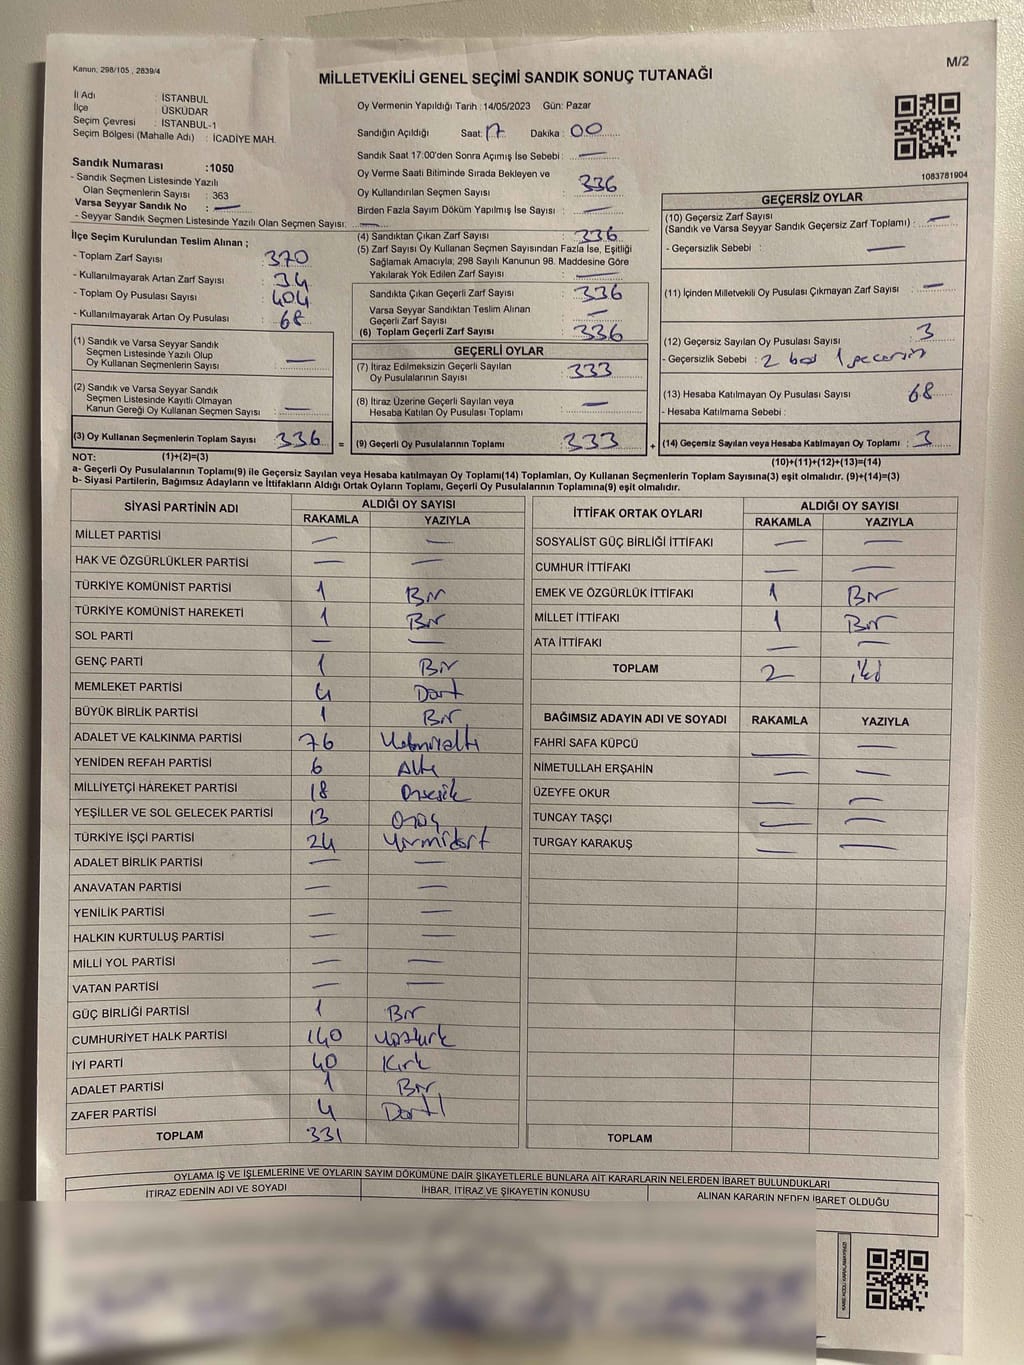 Kanun; 298/105 , 2839/4
M/2
MİLLETVEKİLİ GENEL SEÇİMİ SANDIK SONUÇ TUTANAĞI
İl Adı : İSTANBUL
İlçe : ÜSKÜDAR
Seçim Çevresi : İSTANBUL-1
Seçim Bölgesi (Mahalle Adı) : İCADİYE MAH.
Sandık Numarası :1050
- Sandık Seçmen Listesinde Yazılı
Olan Seçmenlerin Sayısı : 363
Varsa Seyyar Sandık No : —
- Seyyar Sandık Seçmen Listesinde Yazılı Olan Seçmen Sayısı: —
İlçe Seçim Kurulundan Teslim Alınan ;
- Toplam Zarf Sayısı : 370
- Kullanılmayarak Artan Zarf Sayısı : 34
- Toplam Oy Pusulası Sayısı : 404
- Kullanılmayarak Artan Oy Pusulası : 68
(1) Sandık ve Varsa Seyyar Sandık
Seçmen Listesinde Yazılı Olup
Oy Kullanan Seçmenlerin Sayısı : —
(2) Sandık ve Varsa Seyyar Sandık
Seçmen Listesinde Kayıtlı Olmayan
Kanun Gereği Oy Kullanan Seçmen Sayısı : —
(3) Oy Kullanan Seçmenlerin Toplam Sayısı : 336 =
Oy Vermenin Yapıldığı Tarih : 14/05/2023 Gün: Pazar
Sandığın Açıldığı Saat: 17 Dakika : 00
Sandık Saat 17:00'den Sonra Açımış İse Sebebi : —
Oy Verme Saati Bitiminde Sırada Bekleyen ve
Oy Kullandırılan Seçmen Sayısı : 336
Birden Fazla Sayım Döküm Yapılmış İse Sayısı : —
(4) Sandıktan Çıkan Zarf Sayısı : 336
(5) Zarf Sayısı Oy Kullanan Seçmen Sayısından Fazla İse, Eşitliği
Sağlamak Amacıyla, 298 Sayılı Kanunun 98. Maddesine Göre
Yakılarak Yok Edilen Zarf Sayısı : —
Sandıkta Çıkan Geçerli Zarf Sayısı : 336
Varsa Seyyar Sandıktan Teslim Alınan
Geçerli Zarf Sayısı : —
(6) Toplam Geçerli Zarf Sayısı : 336
GEÇERLİ OYLAR
(7) İtiraz Edilmeksizin Geçerli Sayılan
Oy Pusulalarının Sayısı : 333
(8) İtiraz Üzerine Geçerli Sayılan veya
Hesaba Katılan Oy Pusulası Toplamı : —
(9) Geçerli Oy Pusulalarının Toplamı : 333 +
1083781904
GEÇERSİZ OYLAR
(10) Geçersiz Zarf Sayısı
(Sandık ve Varsa Seyyar Sandık Geçersiz Zarf Toplamı) : —
- Geçersizlik Sebebi : —
(11) İçinden Milletvekili Oy Pusulası Çıkmayan Zarf Sayısı : —
(12) Geçersiz Sayılan Oy Pusulası Sayısı : 3
- Geçersizlik Sebebi : 2 boş 1
(13) Hesaba Katılmayan Oy Pusulası Sayısı : 68
- Hesaba Katılmama Sebebi :
(14) Geçersiz Sayılan veya Hesaba Katılmayan Oy Toplamı : 3
NOT: (1)+(2)=(3) (10)+(11)+(12)+(13)=(14)
a- Geçerli Oy Pusulalarının Toplamı(9) ile Geçersiz Sayılan veya Hesaba katılmayan Oy Toplamı(14) Toplamları, Oy Kullanan Seçmenlerin Toplam Sayısına(3) eşit olmalıdır. (9)+(14)=(3)
b- Siyasi Partilerin, Bağımsız Adayların ve İttifakların Aldığı Ortak Oyların Toplamı, Geçerli Oy Pusulalarının Toplamına(9) eşit olmalıdır.
SİYASİ PARTİNİN ADI ALDIĞI OY SAYISI
RAKAMLA YAZIYLA
MİLLET PARTİSİ — —
HAK VE ÖZGÜRLÜKLER PARTİSİ — —
TÜRKİYE KOMÜNİST PARTİSİ 1 Bir
TÜRKİYE KOMÜNİST HAREKETİ 1 Bir
SOL PARTİ — —
GENÇ PARTİ 1 Bir
MEMLEKET PARTİSİ 4 Dört
BÜYÜK BİRLİK PARTİSİ 1 Bir
ADALET VE KALKINMA PARTİSİ 76 Yetmişaltı
YENİDEN REFAH PARTİSİ 6 Altı
MİLLİYETÇİ HAREKET PARTİSİ 18 Onsekiz
YEŞİLLER VE SOL GELECEK PARTİSİ 13 Onüç
TÜRKİYE İŞÇİ PARTİSİ 24 Yirmidört
ADALET BİRLİK PARTİSİ — —
ANAVATAN PARTİSİ — —
YENİLİK PARTİSİ — —
HALKIN KURTULUŞ PARTİSİ — —
MİLLİ YOL PARTİSİ — —
VATAN PARTİSİ — —
GÜÇ BİRLİĞİ PARTİSİ 1 Bir
CUMHURİYET HALK PARTİSİ 140 Yüzkırk
İYİ PARTİ 40 Kırk
ADALET PARTİSİ 1 Bir
ZAFER PARTİSİ 4 Dört
TOPLAM 331
İTTİFAK ORTAK OYLARI ALDIĞI OY SAYISI
RAKAMLA YAZIYLA
SOSYALİST GÜÇ BİRLİĞİ İTTİFAKI — —
CUMHUR İTTİFAKI — —
EMEK VE ÖZGÜRLÜK İTTİFAKI 1 Bir
MİLLET İTTİFAKI 1 Bir
ATA İTTİFAKI — —
TOPLAM 2 iki
BAĞIMSIZ ADAYIN ADI VE SOYADI RAKAMLA YAZIYLA
FAHRİ SAFA KÜPCÜ — —
NİMETULLAH ERŞAHİN — —
ÜZEYFE OKUR — —
TUNCAY TAŞÇI — —
TURGAY KARAKUŞ — —
TOPLAM
OYLAMA İŞ VE İŞLEMLERİNE VE OYLARIN SAYIM DÖKÜMÜNE DAİR ŞİKAYETLERLE BUNLARA AİT KARARLARIN NELERDEN İBARET BULUNDUKLARI
İTİRAZ EDENİN ADI VE SOYADI İHBAR, İTİRAZ VE ŞİKAYETİN KONUSU ALINAN KARARIN NEDEN İBARET OLDUĞU